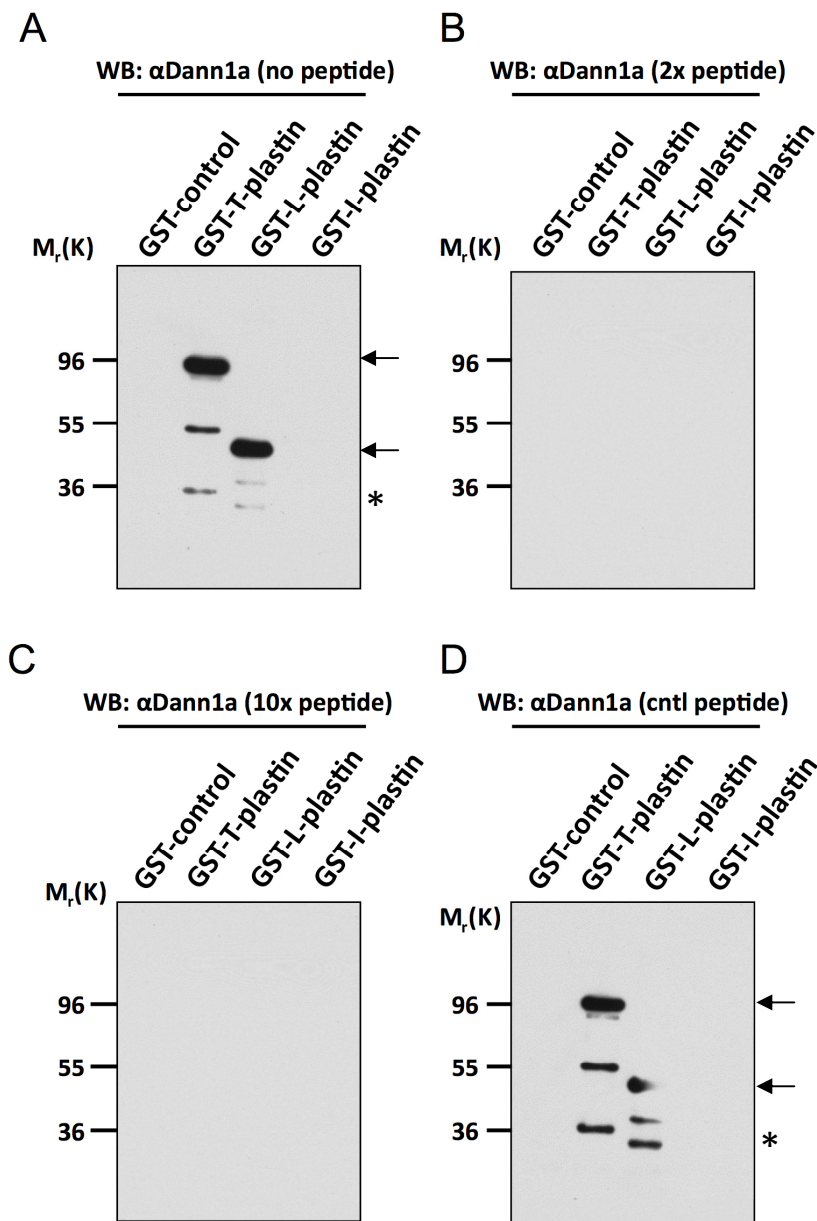 A
WB: αDann1a (no peptide)
GST-control
GST-T-plastin
GST-L-plastin
GST-I-plastin
Mr(K)
96
55
36
*
B
WB: αDann1a (2x peptide)
GST-control
GST-T-plastin
GST-L-plastin
GST-I-plastin
Mr(K)
96
55
36
C
WB: αDann1a (10x peptide)
GST-control
GST-T-plastin
GST-L-plastin
GST-I-plastin
Mr(K)
96
55
36
D
WB: αDann1a (cntl peptide)
GST-control
GST-T-plastin
GST-L-plastin
GST-I-plastin
Mr(K)
96
55
36
*